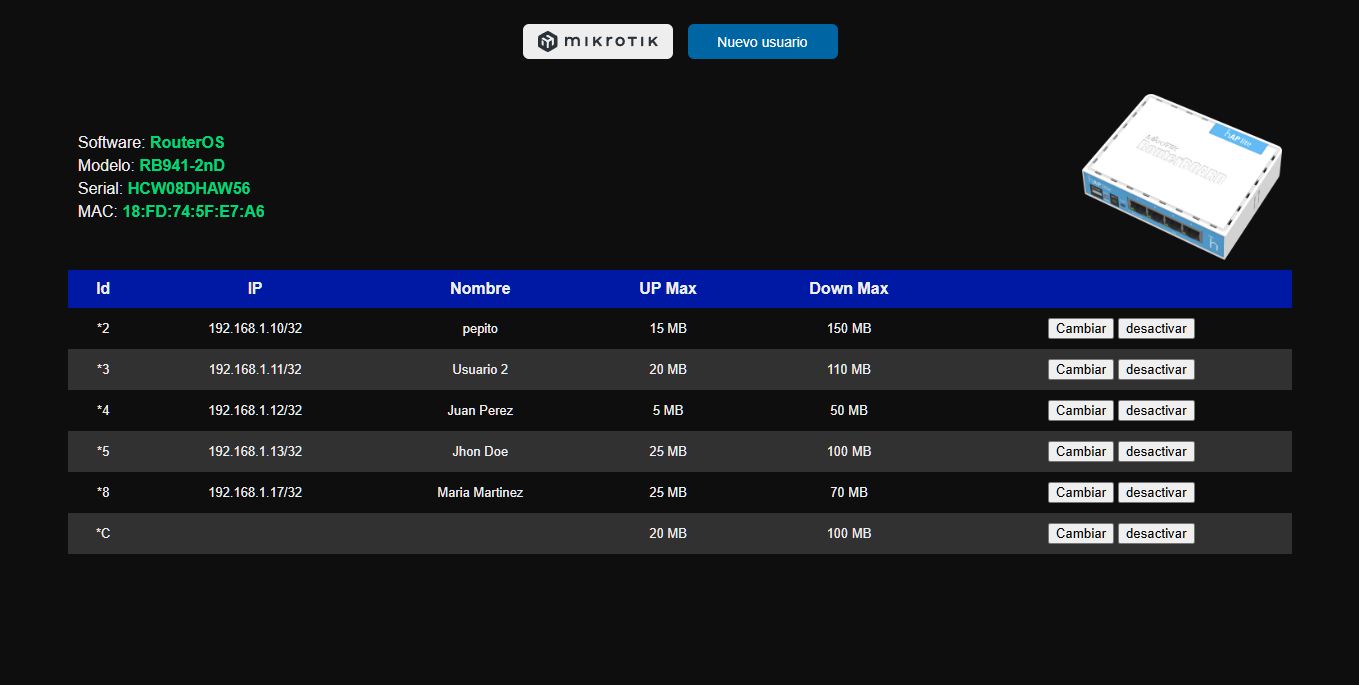 mikrotik
Nuevo usuario
hAP lite
MikroTik
RouterBOARD
Software: RouterOS
Modelo: RB941-2nD
Serial: HCW08DHAW56
MAC: 18:FD:74:5F:E7:A6
h
Id IP Nombre UP Max Down Max
*2 192.168.1.10/32 pepito 15 MB 150 MB Cambiar desactivar
*3 192.168.1.11/32 Usuario 2 20 MB 110 MB Cambiar desactivar
*4 192.168.1.12/32 Juan Perez 5 MB 50 MB Cambiar desactivar
*5 192.168.1.13/32 Jhon Doe 25 MB 100 MB Cambiar desactivar
*8 192.168.1.17/32 Maria Martinez 25 MB 70 MB Cambiar desactivar
*C 20 MB 100 MB Cambiar desactivar